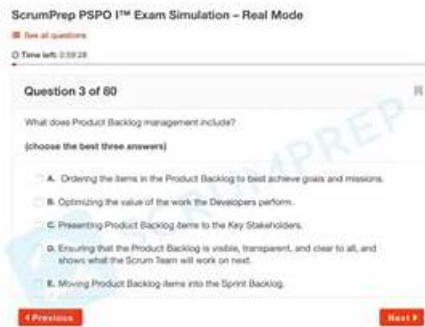 ScrumPrep PSPO I™ Exam Simulation – Real Mode
See all questions
Time left: 0:59:28
Question 3 of 80
What does Product Backlog management include?
(choose the best three answers)
A. Ordering the items in the Product Backlog to best achieve goals and missions.
B. Optimizing the value of the work the Developers perform.
C. Presenting Product Backlog items to the Key Stakeholders.
D. Ensuring that the Product Backlog is visible, transparent, and clear to all, and
shows what the Scrum Team will work on next.
E. Moving Product Backlog items into the Sprint Backlog.
SCRUMPREP
Previous
Next